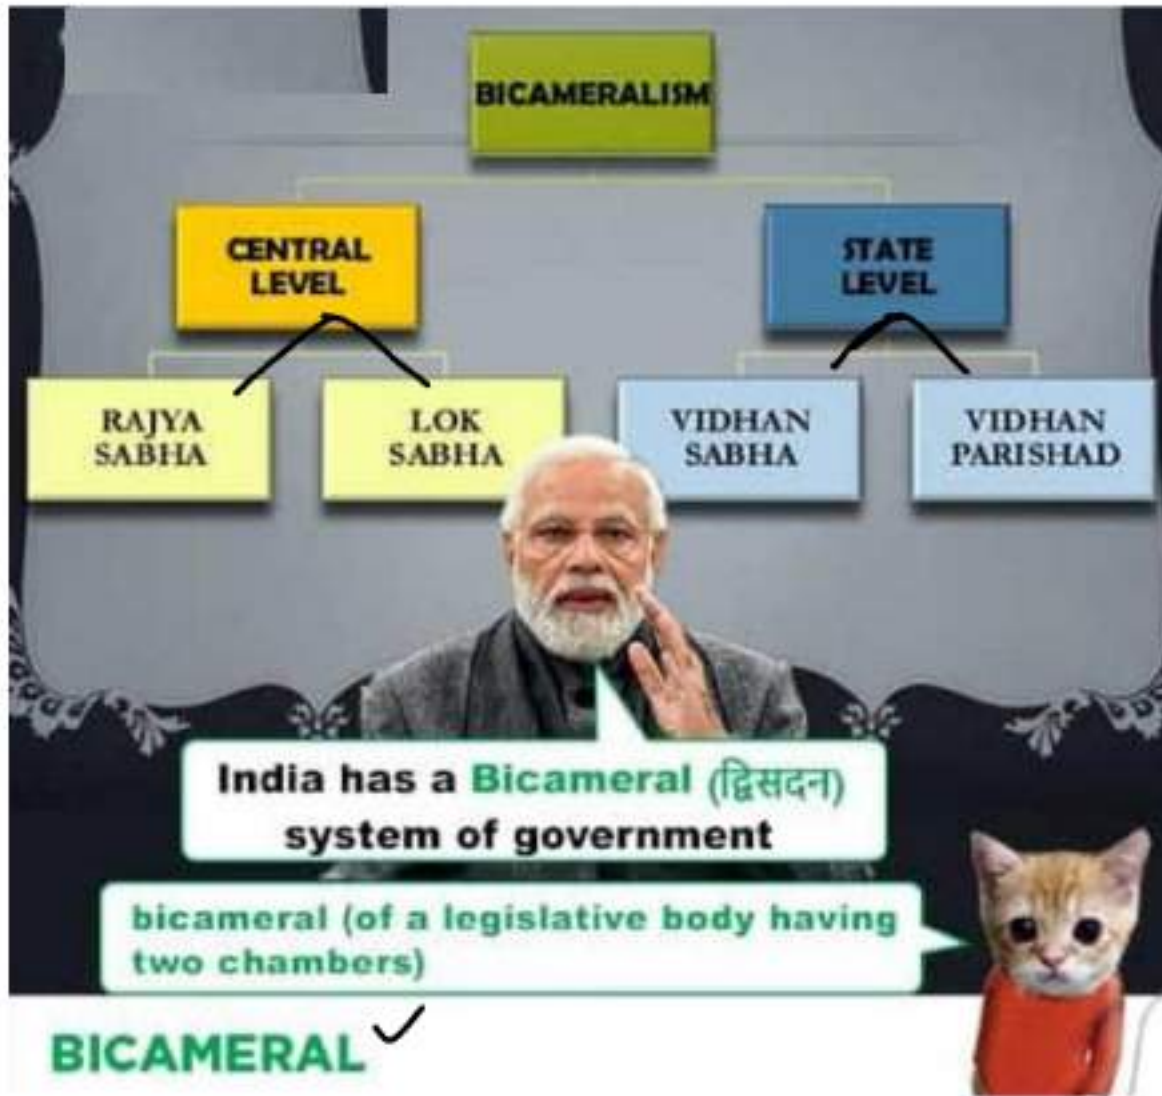 BICAMERALISM
CENTRAL
LEVEL
STATE
LEVEL
RAJYA
SABHA
LOK
SABHA
VIDHAN
SABHA
VIDHAN
PARISHAD
India has a Bicameral (द्विसदन)
system of government
bicameral (of a legislative body having
two chambers)
BICAMERAL